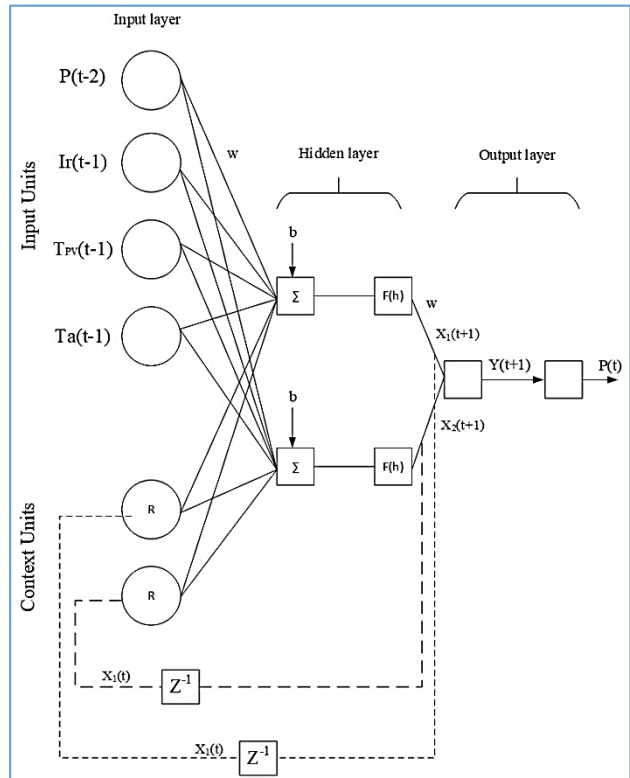 Input layer
P(t-2)
Ir(t-1)
TPV(t-1)
Ta(t-1)
Input Units
Context Units
w
Hidden layer
Output layer
b
Σ
F(h)
w
X₁(t+1)
Y(t+1)
P(t)
X₂(t+1)
b
Σ
F(h)
R
R
X₁(t)
Z⁻¹
X₁(t)
Z⁻¹